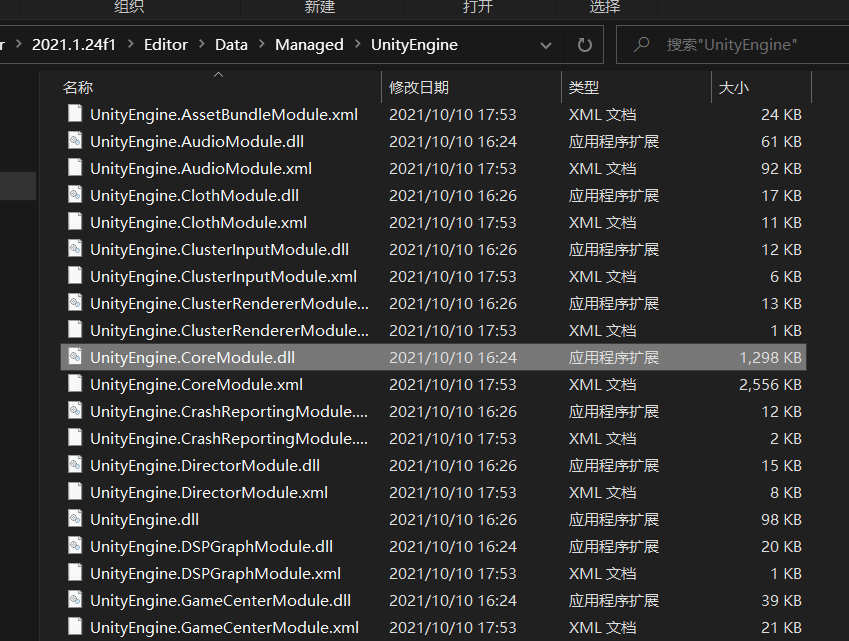 组织 新建 打开 选择
r > 2021.1.24f1 > Editor > Data > Managed > UnityEngine 搜索"UnityEngine"
名称 修改日期 类型 大小
UnityEngine.AssetBundleModule.xml 2021/10/10 17:53 XML 文档 24 KB
UnityEngine.AudioModule.dll 2021/10/10 16:24 应用程序扩展 61 KB
UnityEngine.AudioModule.xml 2021/10/10 17:53 XML 文档 92 KB
UnityEngine.ClothModule.dll 2021/10/10 16:26 应用程序扩展 17 KB
UnityEngine.ClothModule.xml 2021/10/10 17:53 XML 文档 11 KB
UnityEngine.ClusterInputModule.dll 2021/10/10 16:26 应用程序扩展 12 KB
UnityEngine.ClusterInputModule.xml 2021/10/10 17:53 XML 文档 6 KB
UnityEngine.ClusterRendererModule... 2021/10/10 16:26 应用程序扩展 13 KB
UnityEngine.ClusterRendererModule... 2021/10/10 17:53 XML 文档 1 KB
UnityEngine.CoreModule.dll 2021/10/10 16:24 应用程序扩展 1,298 KB
UnityEngine.CoreModule.xml 2021/10/10 17:53 XML 文档 2,556 KB
UnityEngine.CrashReportingModule.... 2021/10/10 16:26 应用程序扩展 12 KB
UnityEngine.CrashReportingModule.... 2021/10/10 17:53 XML 文档 2 KB
UnityEngine.DirectorModule.dll 2021/10/10 16:26 应用程序扩展 15 KB
UnityEngine.DirectorModule.xml 2021/10/10 17:53 XML 文档 8 KB
UnityEngine.dll 2021/10/10 16:26 应用程序扩展 98 KB
UnityEngine.DSPGraphModule.dll 2021/10/10 16:24 应用程序扩展 20 KB
UnityEngine.DSPGraphModule.xml 2021/10/10 17:53 XML 文档 1 KB
UnityEngine.GameCenterModule.dll 2021/10/10 16:24 应用程序扩展 39 KB
UnityEngine.GameCenterModule.xml 2021/10/10 17:53 XML 文档 21 KB